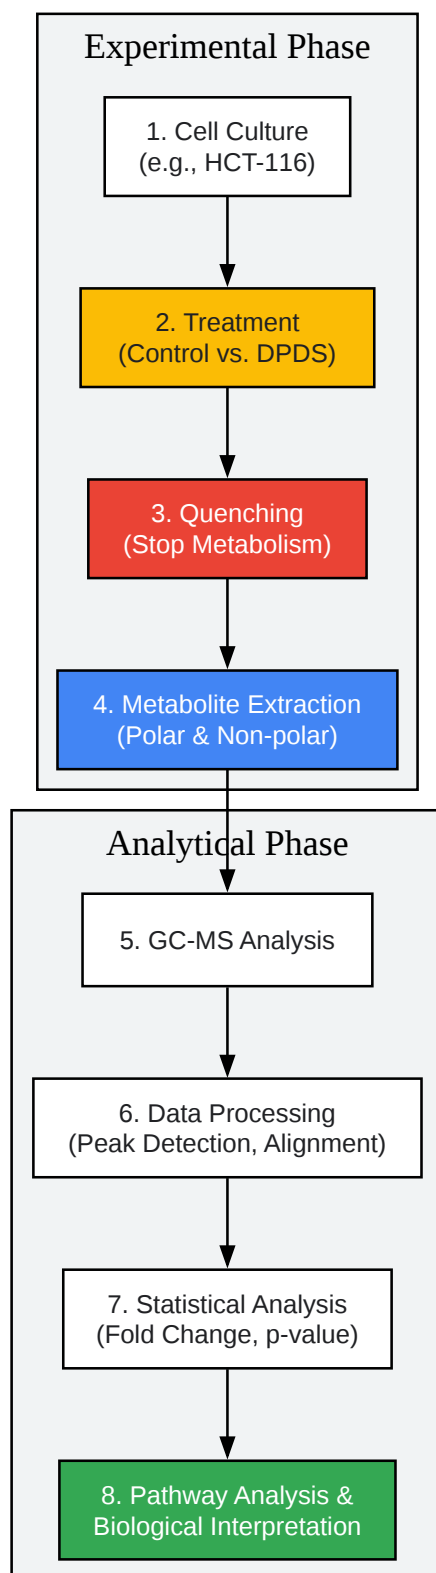 Experimental Phase
1. Cell Culture
(e.g., HCT-116)
2. Treatment
(Control vs. DPDS)
3. Quenching
(Stop Metabolism)
4. Metabolite Extraction
(Polar & Non-polar)
Analytical Phase
5. GC-MS Analysis
6. Data Processing
(Peak Detection, Alignment)
7. Statistical Analysis
(Fold Change, p-value)
8. Pathway Analysis &
Biological Interpretation